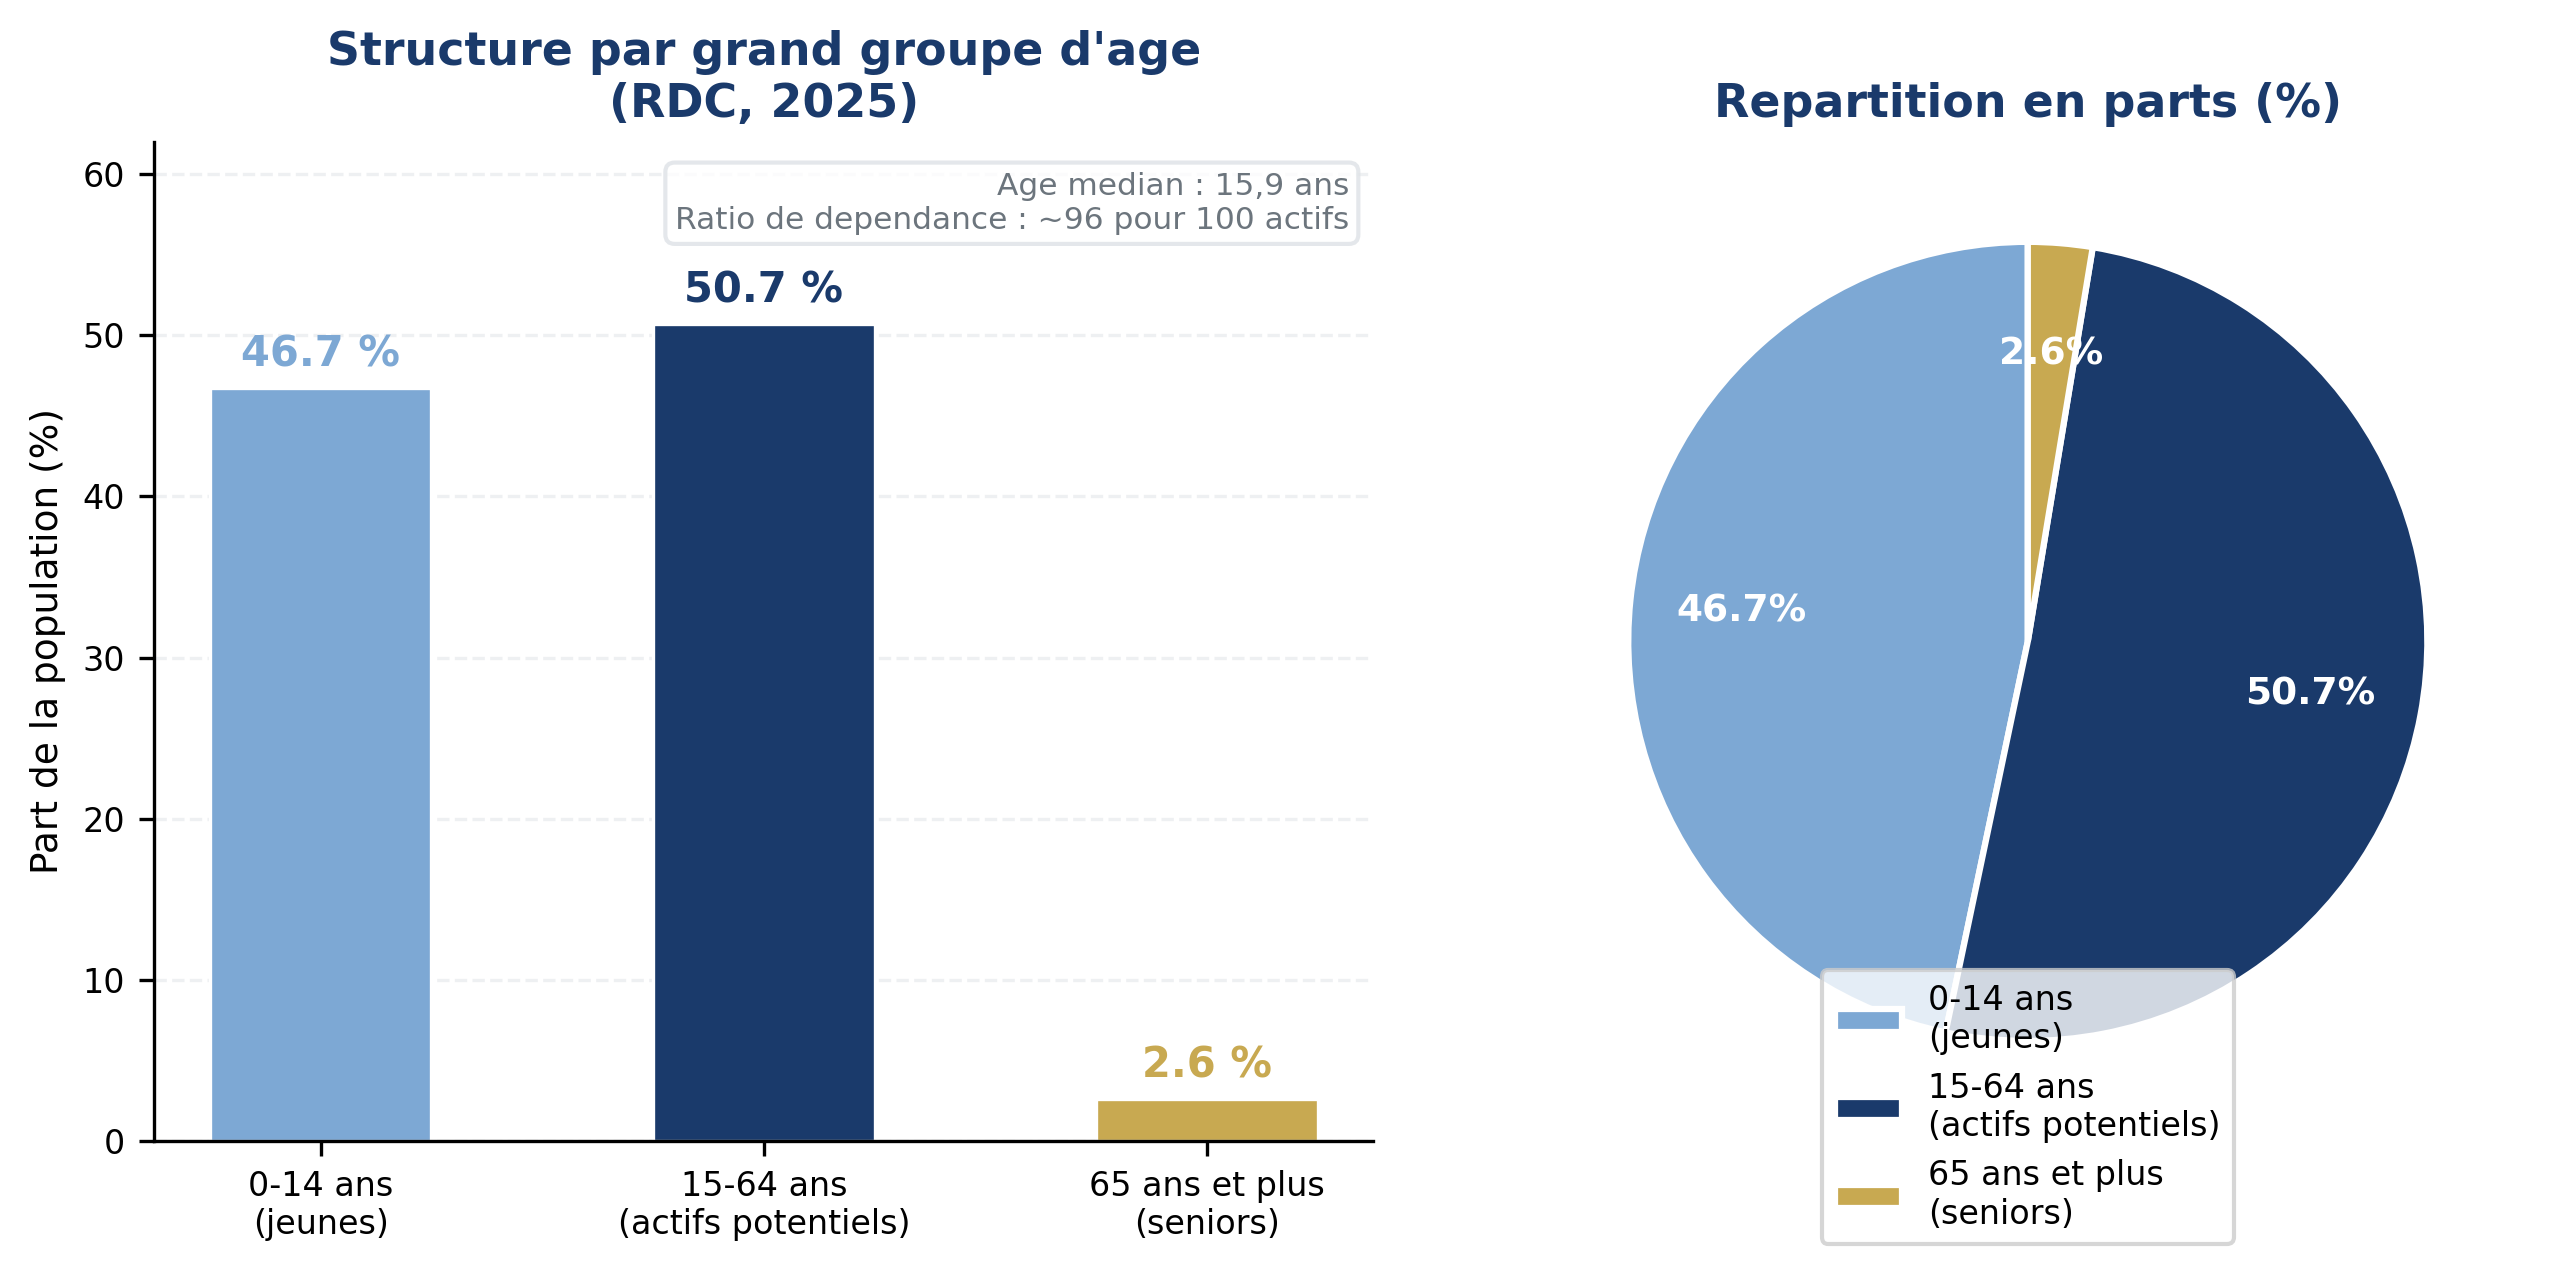 Structure par grand groupe d'age
(RDC, 2025)
Part de la population (%)
60
50
40
30
20
10
0
Age median : 15,9 ans
Ratio de dependance : ~96 pour 100 actifs
46.7 %
50.7 %
2.6 %
0-14 ans
(jeunes)
15-64 ans
(actifs potentiels)
65 ans et plus
(seniors)
Repartition en parts (%)
2.6%
46.7%
50.7%
0-14 ans
(jeunes)
15-64 ans
(actifs potentiels)
65 ans et plus
(seniors)